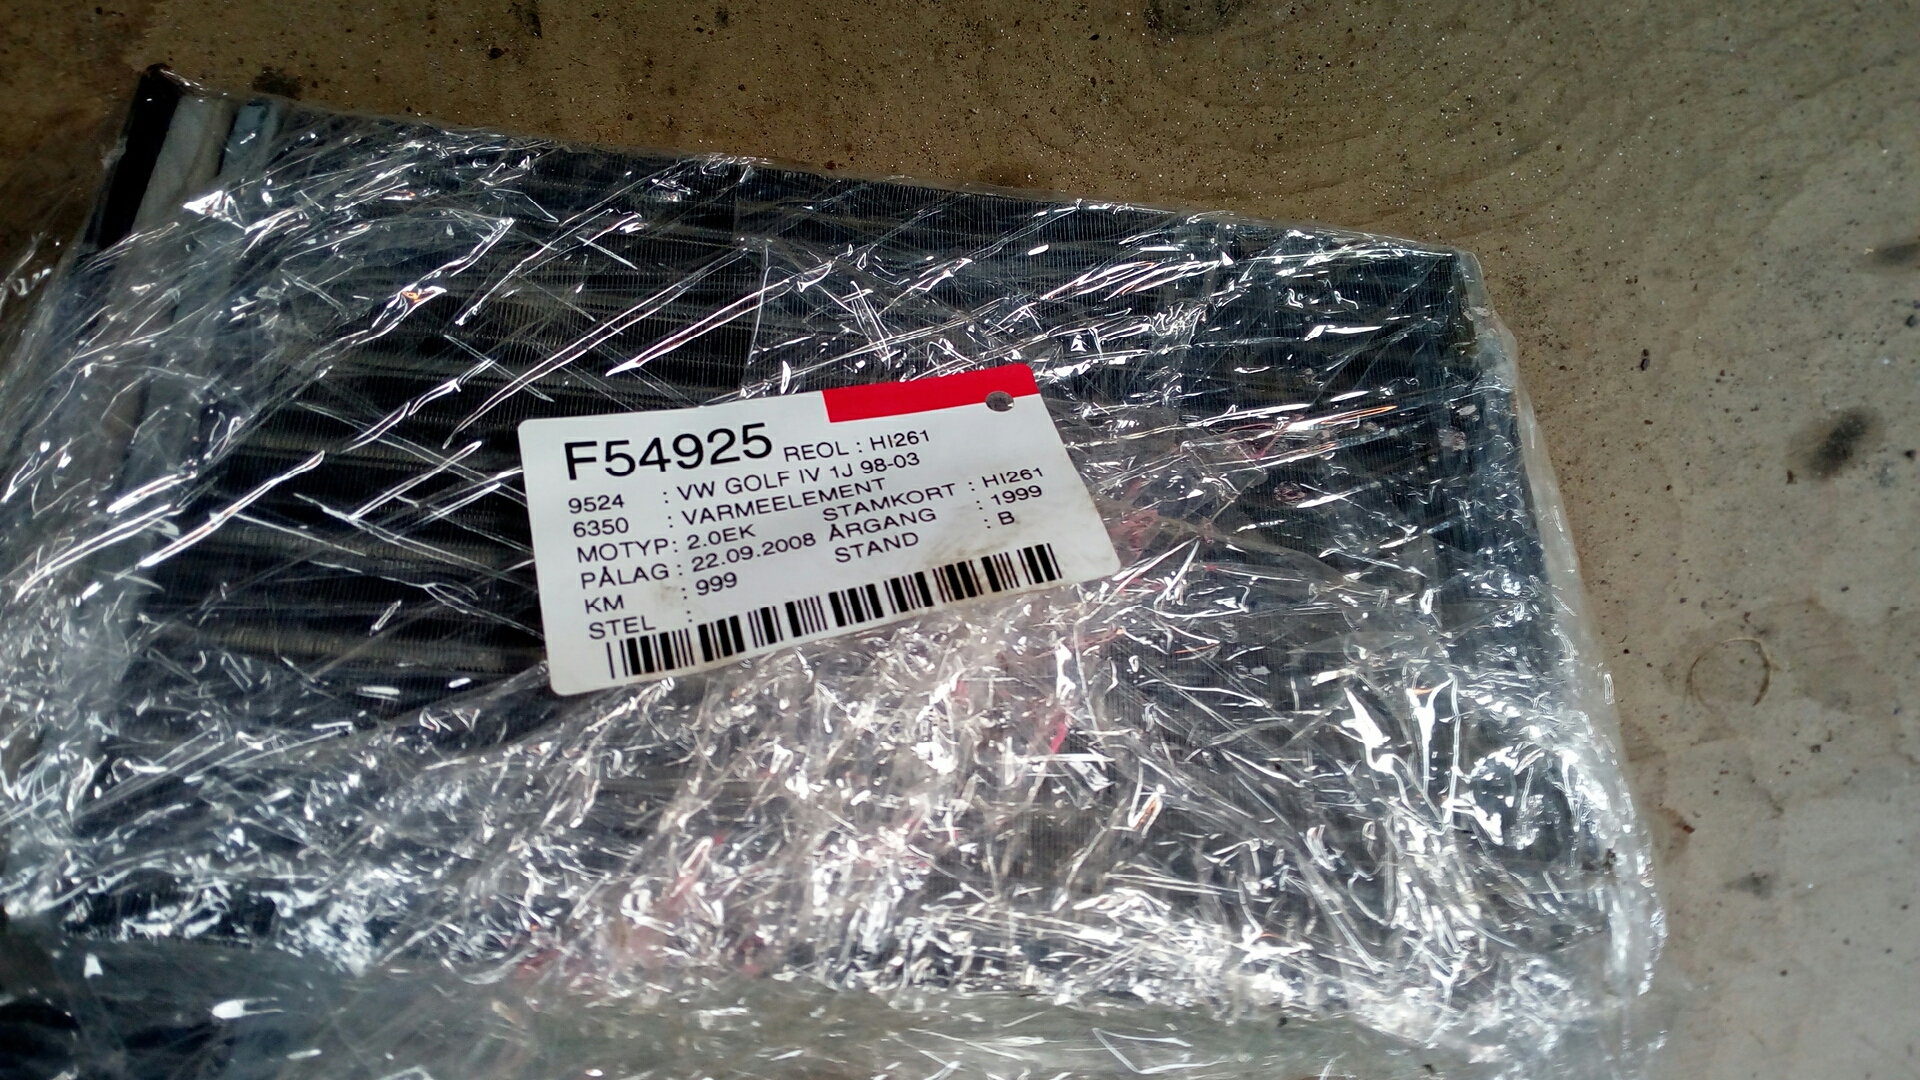 F54925 REOL : HI261
9524 : VW GOLF IV 1J 98-03
6350 : VARMEELEMENT
MOTYP : 2.0EK STAMKORT : HI261
PÅLAG : 22.09.2008 ÅRGANG : 1999
KM : 999 STAND : B
STEL :